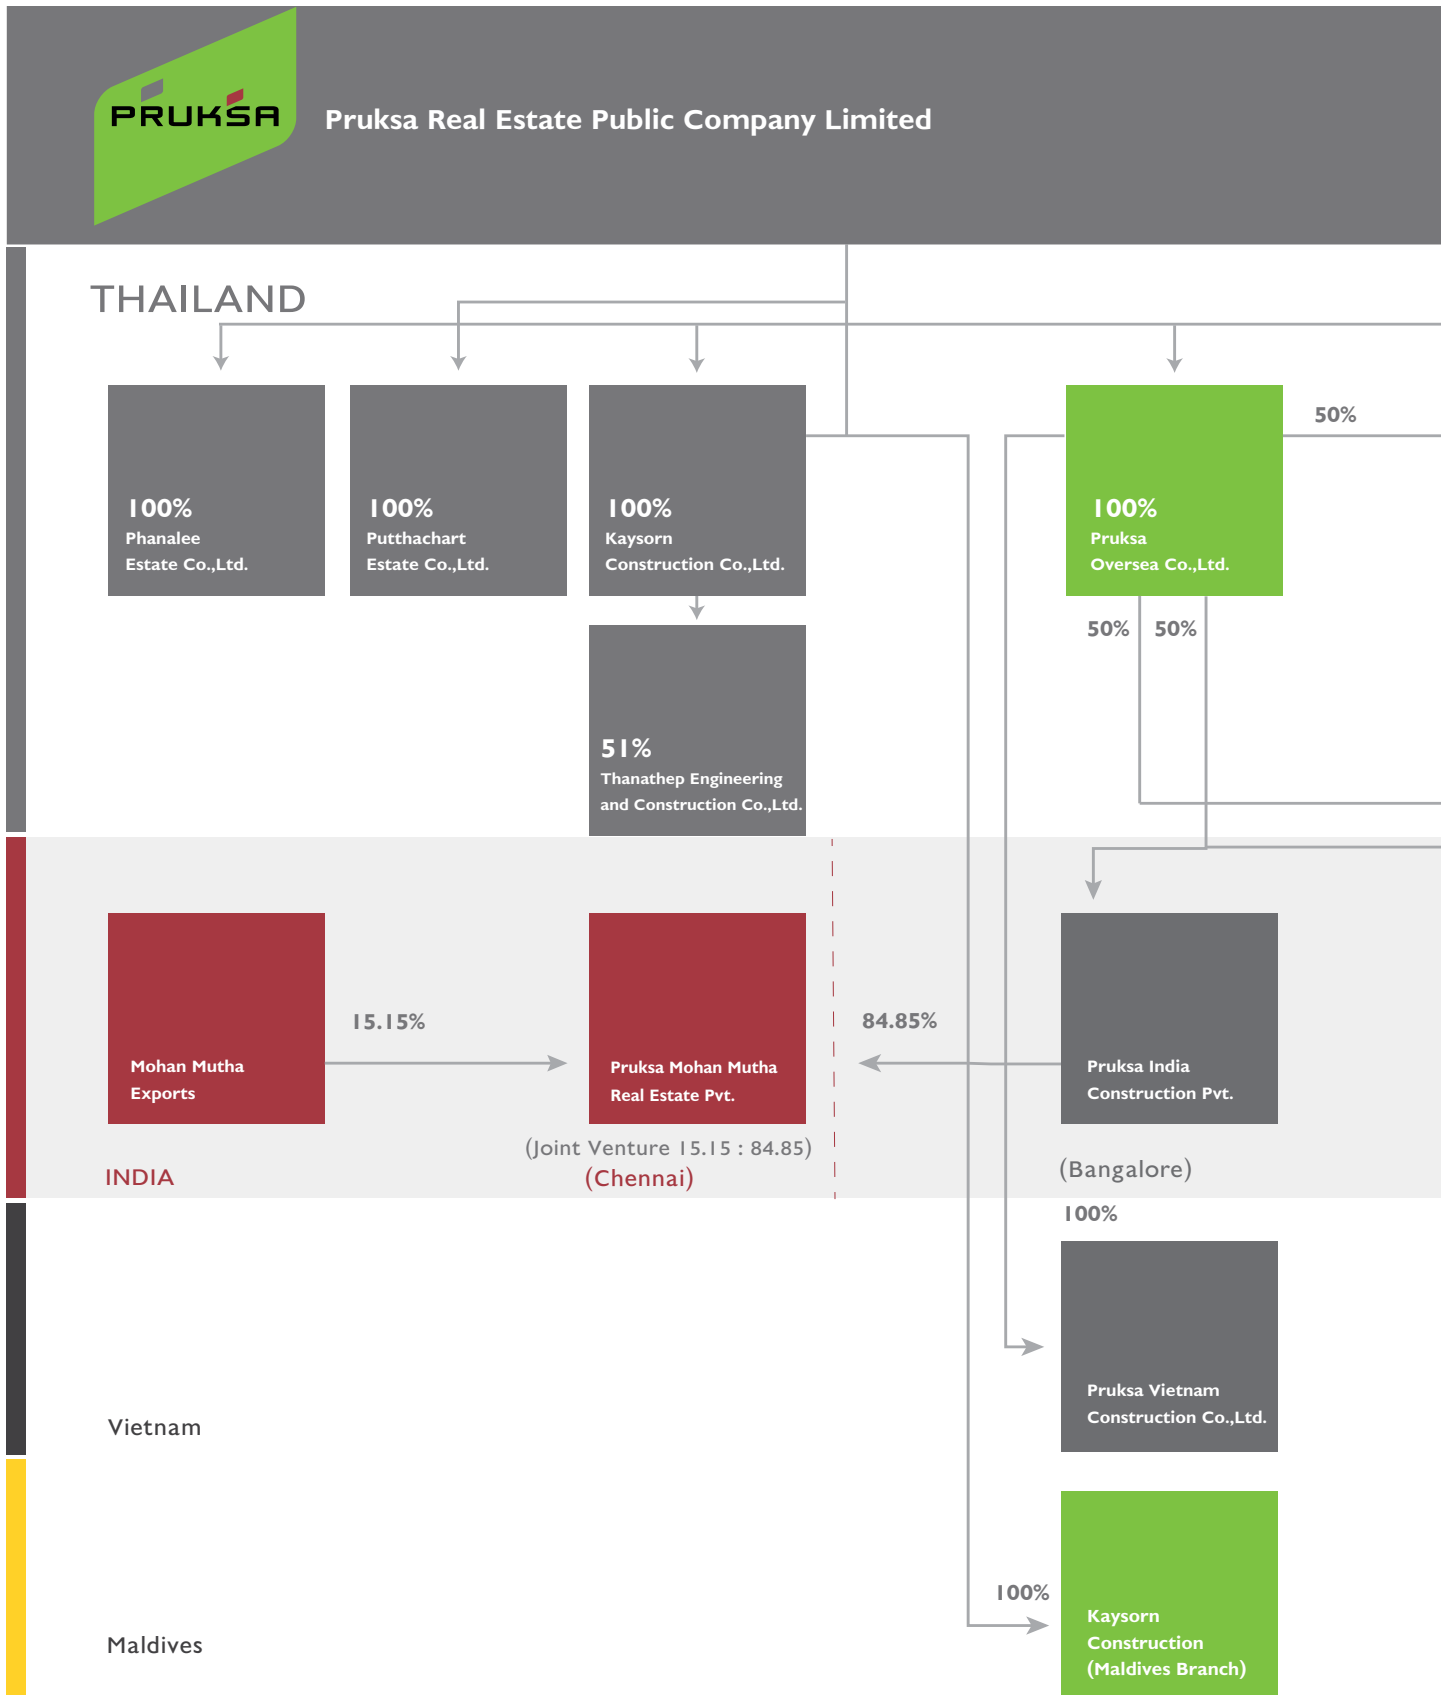 PRUKSA
Pruksa Real Estate Public Company Limited
THAILAND
50%
100%
Phanalee
Estate Co.,Ltd.
100%
Putthachart
Estate Co.,Ltd.
100%
Kaysorn
Construction Co.,Ltd.
100%
Pruksa
Oversea Co.,Ltd.
50%
50%
51%
Thanathep Engineering
and Construction Co.,Ltd.
Mohan Mutha
Exports
15.15%
Pruksa Mohan Mutha
Real Estate Pvt.
84.85%
Pruksa India
Construction Pvt.
(Joint Venture 15.15 : 84.85)
(Chennai)
(Bangalore)
INDIA
100%
Pruksa Vietnam
Construction Co.,Ltd.
Vietnam
100%
Kaysorn
Construction
(Maldives Branch)
Maldives